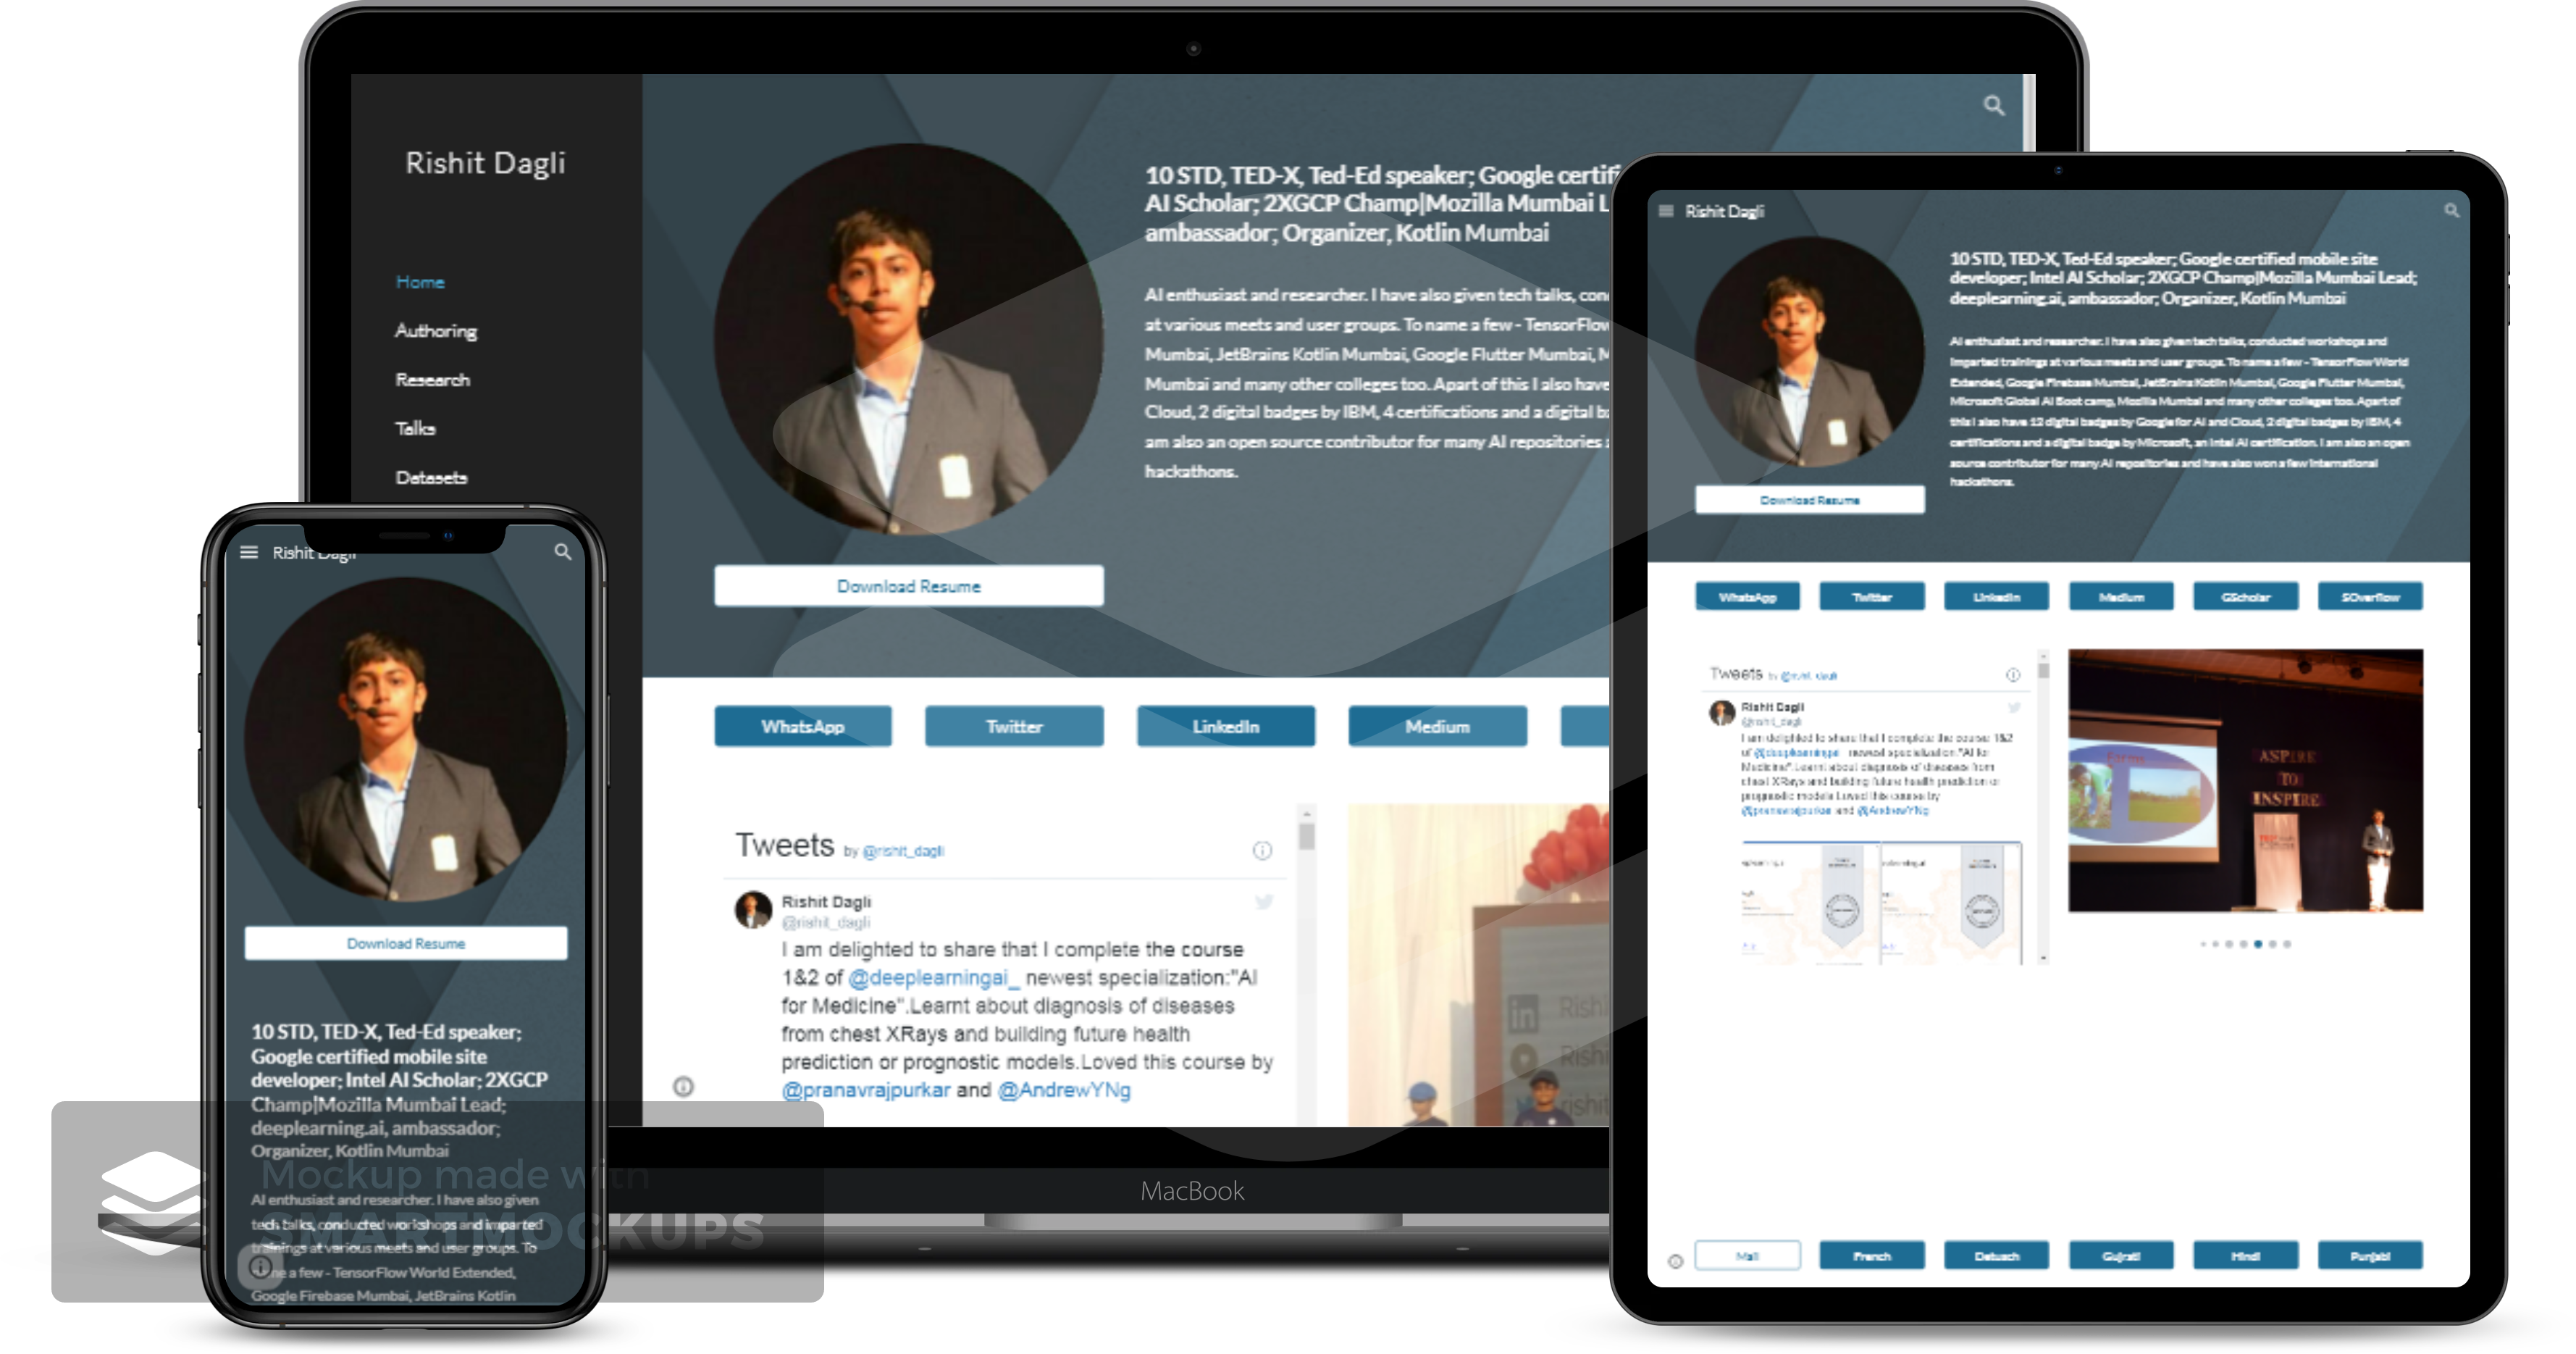 Rishit Dagli
Home
Authoring
Research
Talks
Datasets
10 STD, TED-X, Ted-Ed speaker; Google certif
AI Scholar; 2XGCP Champ|Mozilla Mumbai L
ambassador; Organizer, Kotlin Mumbai
AI enthusiast and researcher. I have also given tech talks, con
at various meets and user groups. To name a few - TensorFlow
Mumbai, JetBrains Kotlin Mumbai, Google Flutter Mumbai, M
Mumbai and many other colleges too. Apart of this I also have
Cloud, 2 digital badges by IBM, 4 certifications and a digital ba
am also an open source contributor for many AI repositories a
hackathons.
Download Resume
WhatsApp
Twitter
LinkedIn
Medium
Tweets by @rishit_dagli
Rishit Dagli
@rishit_dagli
I am delighted to share that I complete the course
1&2 of @deeplearningai_ newest specialization:"AI
for Medicine".Learnt about diagnosis of diseases
from chest XRays and building future health
prediction or prognostic models.Loved this course by
@pranavrajpurkar and @AndrewYNg
in Rishi
Rishi
rishit
MacBook
Rishit Dagli
Download Resume
10 STD, TED-X, Ted-Ed speaker;
Google certified mobile site
developer; Intel AI Scholar; 2XGCP
Champ|Mozilla Mumbai Lead;
deeplearning.ai, ambassador;
Organizer, Kotlin Mumbai
AI enthusiast and researcher. I have also given
tech talks, conducted workshops and imparted
trainings at various meets and user groups. To
name a few - TensorFlow World Extended,
Google Firebase Mumbai, JetBrains Kotlin
Mockup made with
SMARTMOCKUPS
Rishit Dagli
10 STD, TED-X, Ted-Ed speaker; Google certified mobile site
developer; Intel AI Scholar; 2XGCP Champ|Mozilla Mumbai Lead;
deeplearning.ai, ambassador; Organizer, Kotlin Mumbai
AI enthusiast and researcher. I have also given tech talks, conducted workshops and
imparted trainings at various meets and user groups. To name a few - TensorFlow World
Extended, Google Firebase Mumbai, JetBrains Kotlin Mumbai, Google Flutter Mumbai,
Microsoft Global AI Boot camp, Mozilla Mumbai and many other colleges too. Apart of
this I also have 12 digital badges by Google for AI and Cloud, 2 digital badges by IBM, 4
certifications and a digital badge by Microsoft, an Intel AI certification. I am also an open
source contributor for many AI repositories and have also won a few international
hackathons.
Download Resume
WhatsApp
Twitter
LinkedIn
Medium
GScholar
SOverflow
Tweets by @rishit_dagli
Rishit Dagli
@rishit_dagli
I am delighted to share that I complete the course 1&2
of @deeplearningai_ newest specialization:"AI for
Medicine".Learnt about diagnosis of diseases from
chest XRays and building future health prediction or
prognostic models.Loved this course by
@pranavrajpurkar and @AndrewYNg
Farms
ASPIRE
TO
INSPIRE
Mail
French
Detusch
Gujrati
Hindi
Punjabi